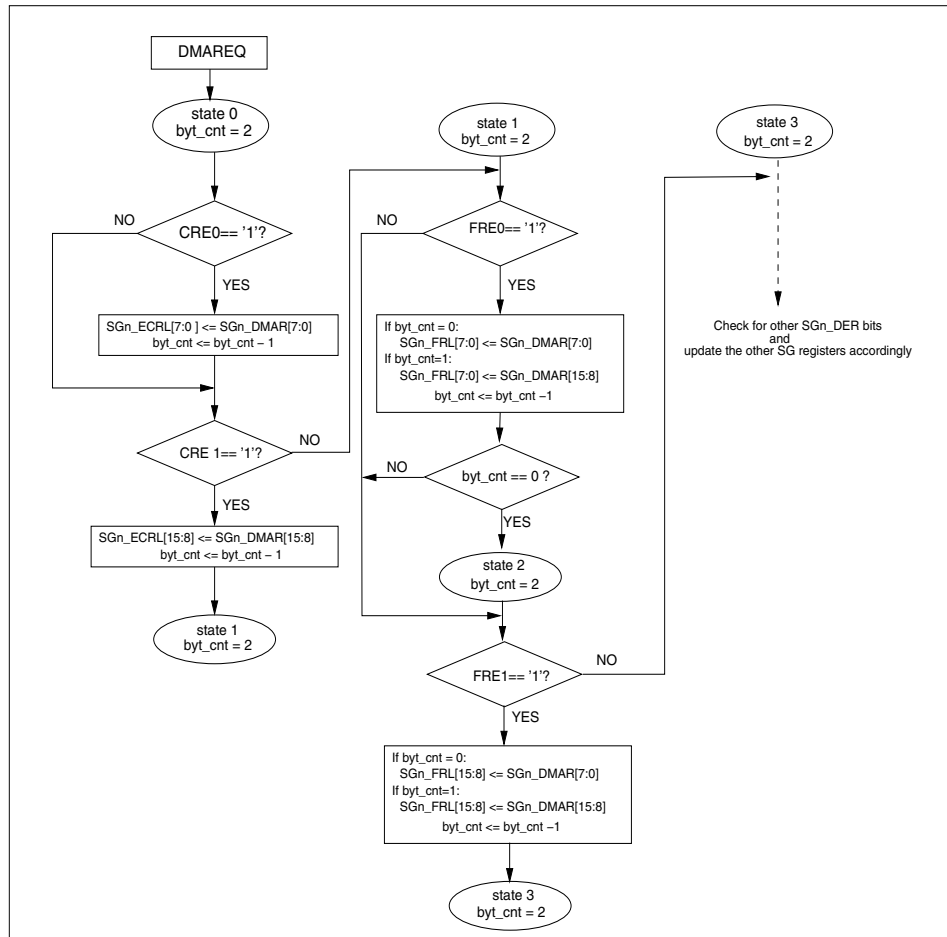 DMAREQ
state 0
byt_cnt = 2
NO
CRE0== '1'?
YES
SGn_ECRL[7:0 ] <= SGn_DMAR[7:0]
byt_cnt <= byt_cnt - 1
CRE 1== '1'?
NO
YES
SGn_ECRL[15:8] <= SGn_DMAR[15:8]
byt_cnt <= byt_cnt - 1
state 1
byt_cnt = 2
state 1
byt_cnt = 2
NO
FRE0== '1'?
YES
If byt_cnt = 0:
SGn_FRL[7:0] <= SGn_DMAR[7:0]
If byt_cnt=1:
SGn_FRL[7:0] <= SGn_DMAR[15:8]
byt_cnt <= byt_cnt −1
NO
byt_cnt == 0 ?
YES
state 2
byt_cnt = 2
FRE1== '1'?
NO
YES
If byt_cnt = 0:
SGn_FRL[15:8] <= SGn_DMAR[7:0]
If byt_cnt=1:
SGn_FRL[15:8] <= SGn_DMAR[15:8]
byt_cnt <= byt_cnt −1
state 3
byt_cnt = 2
state 3
byt_cnt = 2
Check for other SGn_DER bits
and
update the other SG registers accordingly